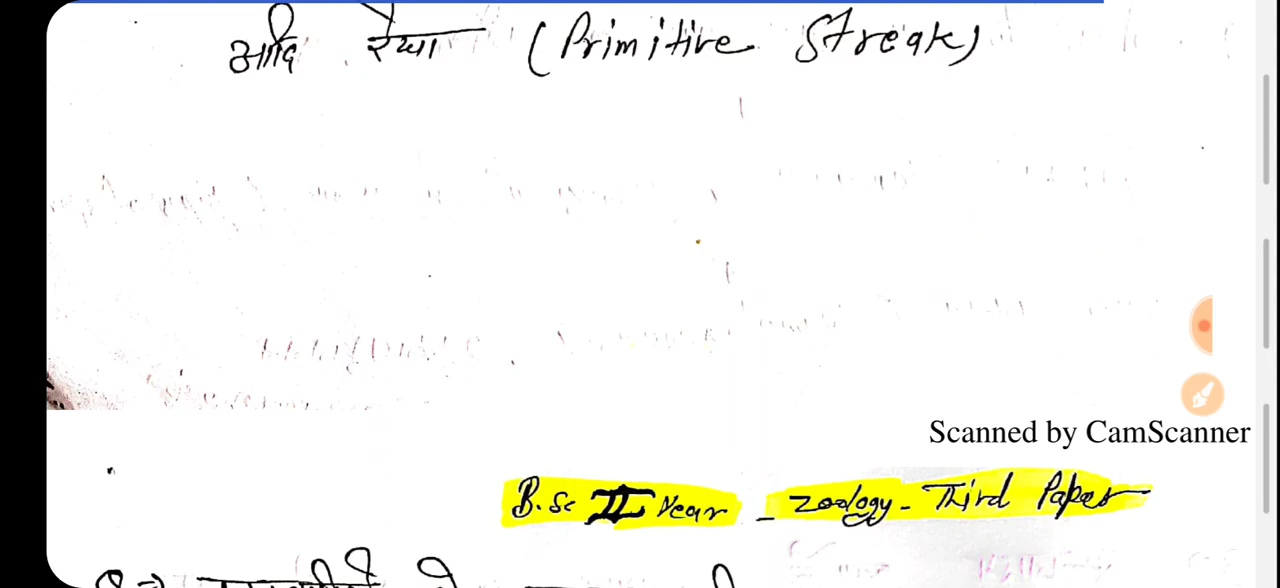 आदि रेखा (Primitive Streak)
Scanned by CamScanner
B.Sc II Year - Zoology - Third Paper